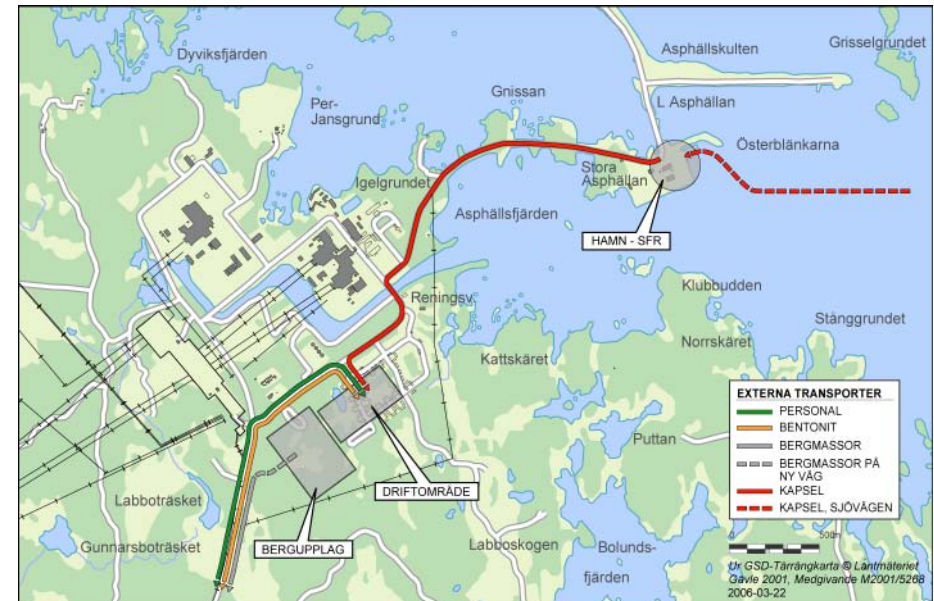 Dyviksfjärden
Asphällskulten
Grisselgrundet
Per-
Jansgrund
Gnissan
L Asphällan
Österblänkarna
Igelgrundet
Stora
Asphällan
Asphällsfjärden
HAMN - SFR
Klubbudden
Reningsv.
Stånggrundet
Norrskäret
Kattskäret
EXTERNA TRANSPORTER
PERSONAL
BENTONIT
BERGMASSOR
BERGMASSOR PÅ
NY VÄG
KAPSEL
KAPSEL, SJÖVÄGEN
Puttan
DRIFTOMRÅDE
Labboträsket
Gunnarsboträsket
BERGUPPLAG
Labboskogen
Bolunds-
fjärden
0 500m
Ur GSD-Tärrängkarta © Lantmäteriet
Gävle 2001, Medgivande M2001/5268
2006-03-22